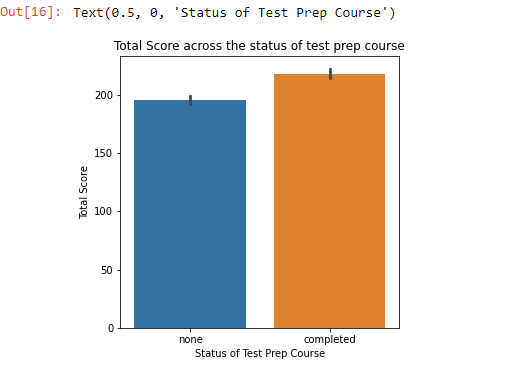 Out[16]: Text(0.5, 0, 'Status of Test Prep Course')
Total Score across the status of test prep course
200
150
100
50
0
Total Score
none completed
Status of Test Prep Course